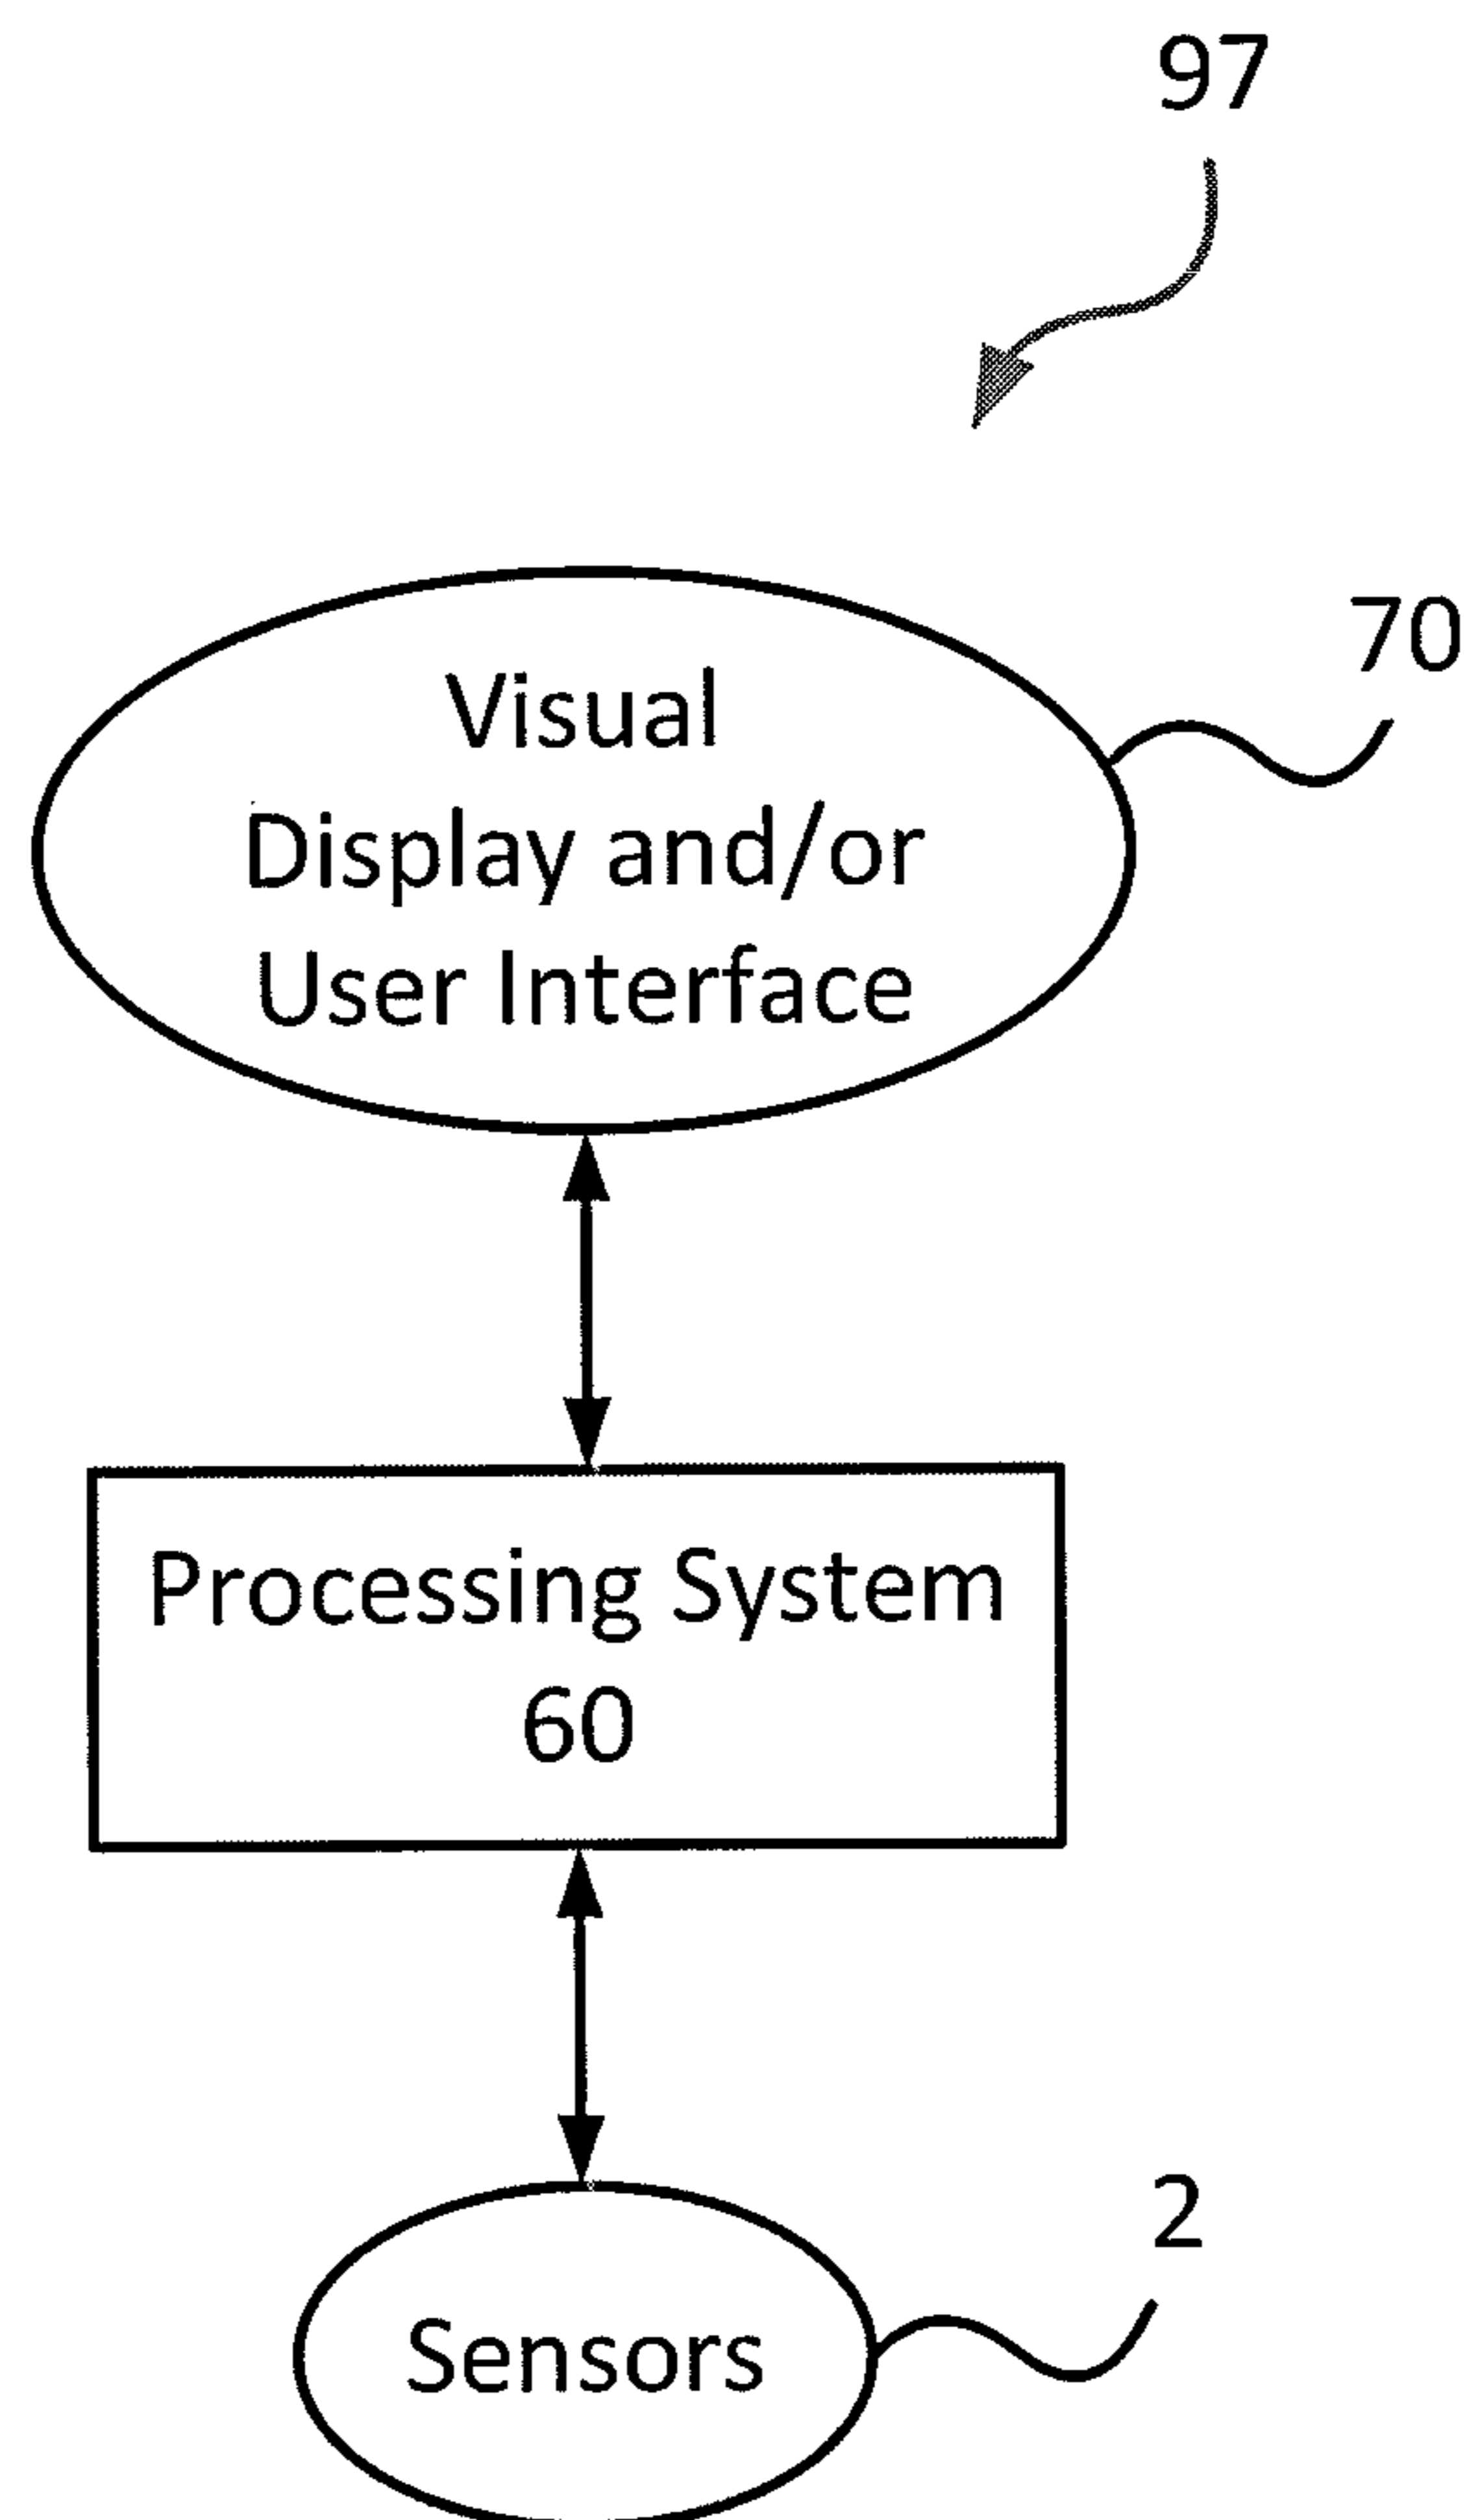 97
70
Visual
Display and/or
User Interface
Processing System
60
2
Sensors